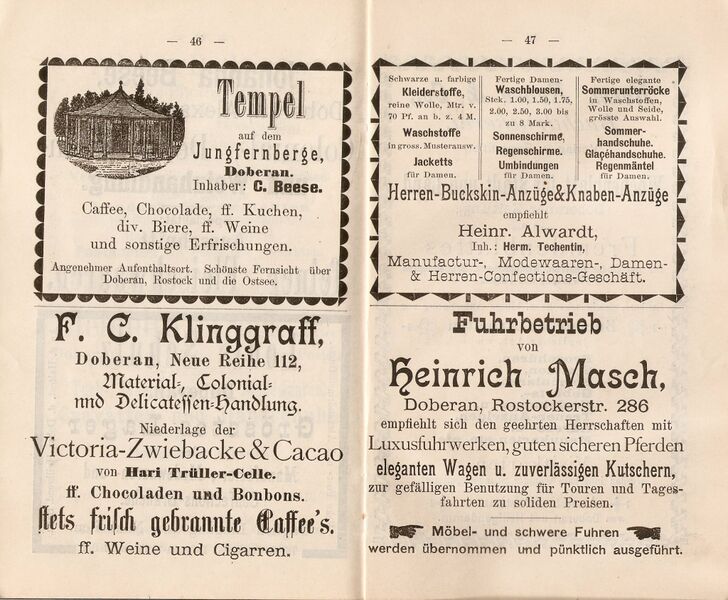 — 46 —
Tempel
auf dem
Jungfernberge,
Doberan.
Inhaber: C. Beese.
Caffee, Chocolade, ff. Kuchen,
div. Biere, ff. Weine
und sonstige Erfrischungen.
Angenehmer Aufenthaltsort. Schönste Fernsicht über
Doberan, Rostock und die Ostsee.
F. C. Klinggraff,
Doberan, Neue Reihe 112,
Material-, Colonial-
und Delicatessen-Handlung.
Niederlage der
Victoria-Zwiebacke & Cacao
von Hari Trüller-Celle.
ff. Chocoladen und Bonbons.
stets frisch gebrannte Caffee's.
ff. Weine und Cigarren.
— 47 —
Schwarze u. farbige
Kleiderstoffe,
reine Wolle, Mtr. v.
70 Pf. an b. z. 4 M.
Waschstoffe
in gross. Musterausw.
Jacketts
für Damen.
Fertige Damen-
Waschblousen,
Stck. 1.00, 1.50, 1.75,
2.00, 2.50, 3.00 bis
zu 8 Mark.
Sonnenschirme,
Regenschirme.
Umbindungen
für Damen.
Fertige elegante
Sommerunterröcke
in Waschstoffen,
Wolle und Seide,
grösste Auswahl.
Sommer-
handschuhe.
Glaçéhandschuhe.
Regenmäntel
für Damen.
Herren-Buckskin-Anzüge & Knaben-Anzüge
empfiehlt
Heinr. Alwardt,
Inh.: Herm. Techentin,
Manufactur-, Modewaaren-, Damen-
& Herren-Confections-Geschäft.
Fuhrbetrieb
von
Heinrich Masch,
Doberan, Rostockerstr. 286
empfiehlt sich den geehrten Herrschaften mit
Luxusfuhrwerken, guten sicheren Pferden
eleganten Wagen u. zuverlässigen Kutschern,
zur gefälligen Benutzung für Touren und Tages-
fahrten zu soliden Preisen.
Möbel- und schwere Fuhren
werden übernommen und pünktlich ausgeführt.